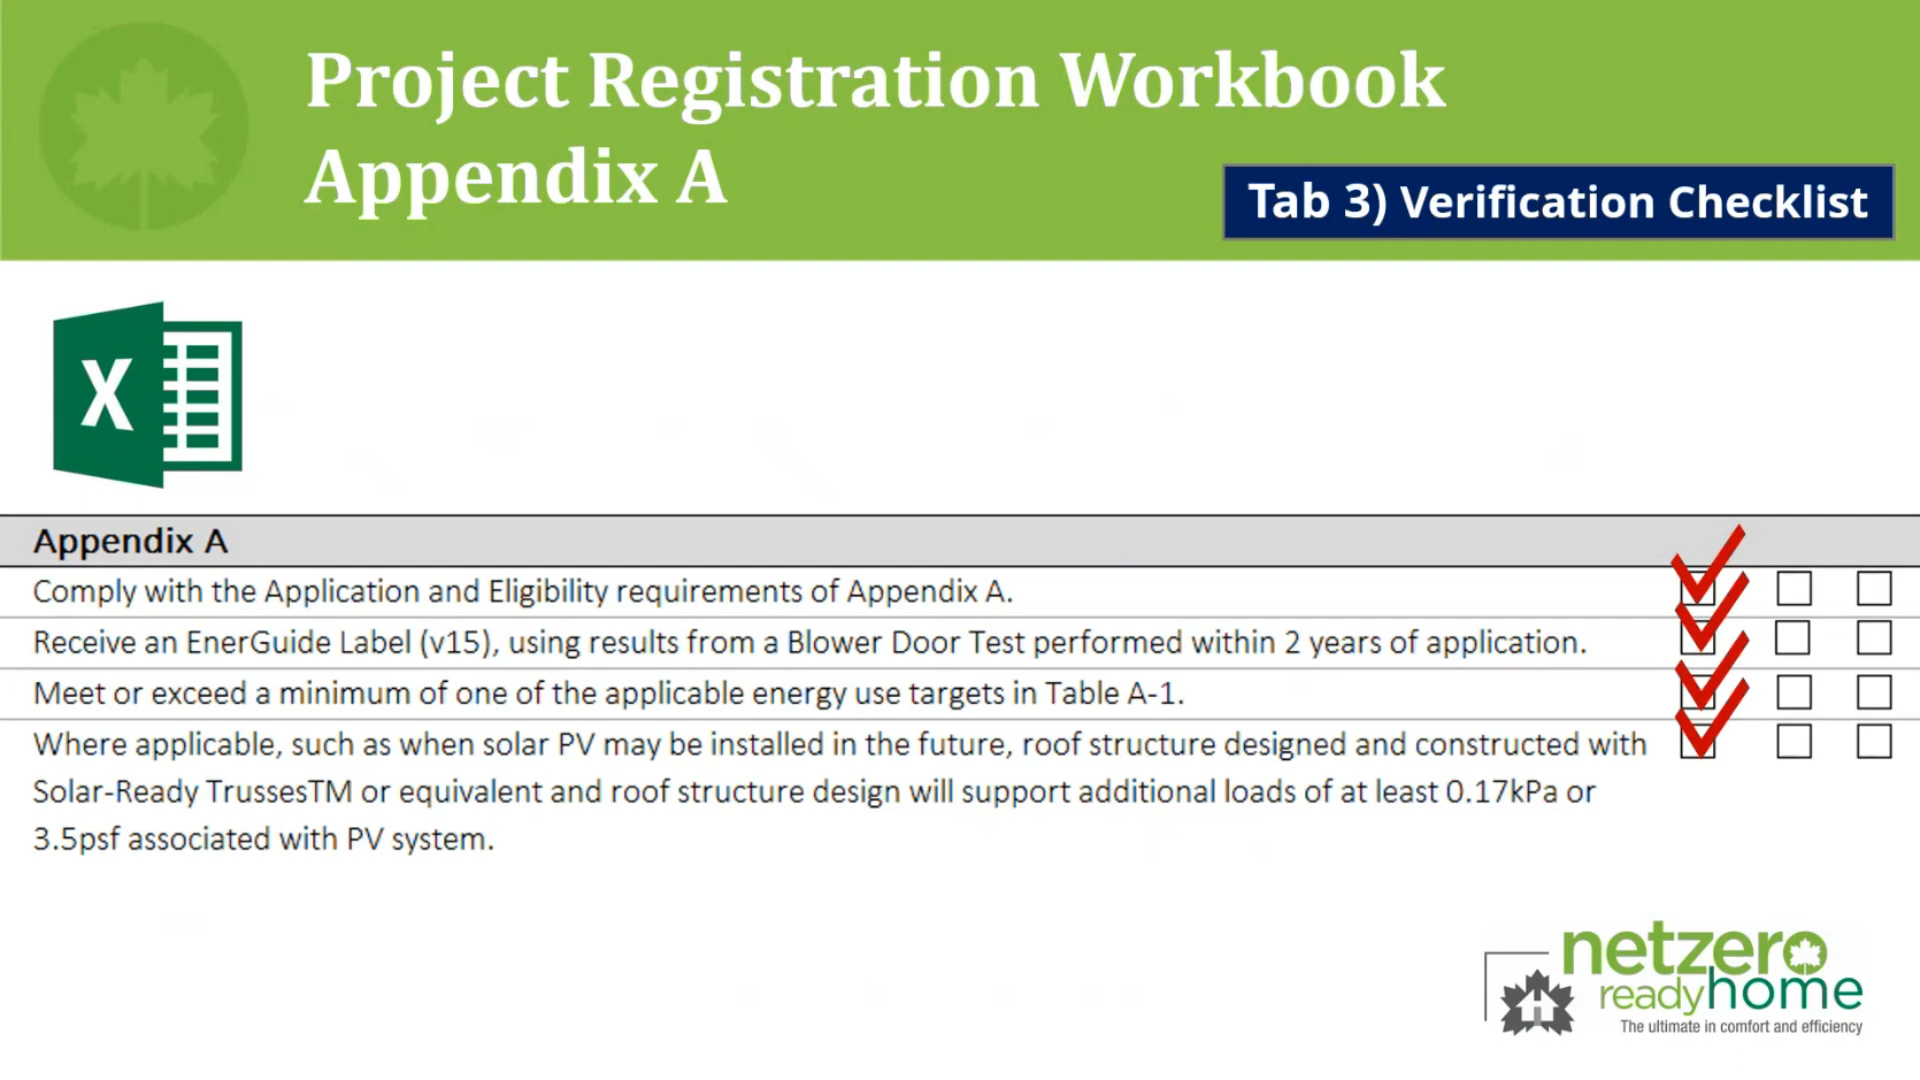 Project Registration Workbook
Appendix A
Tab 3) Verification Checklist
X
Appendix A
Comply with the Application and Eligibility requirements of Appendix A.
Receive an EnerGuide Label (v15), using results from a Blower Door Test performed within 2 years of application.
Meet or exceed a minimum of one of the applicable energy use targets in Table A-1.
Where applicable, such as when solar PV may be installed in the future, roof structure designed and constructed with
Solar-Ready TrussesTM or equivalent and roof structure design will support additional loads of at least 0.17kPa or
3.5psf associated with PV system.
netzero
readyhome
The ultimate in comfort and efficiency